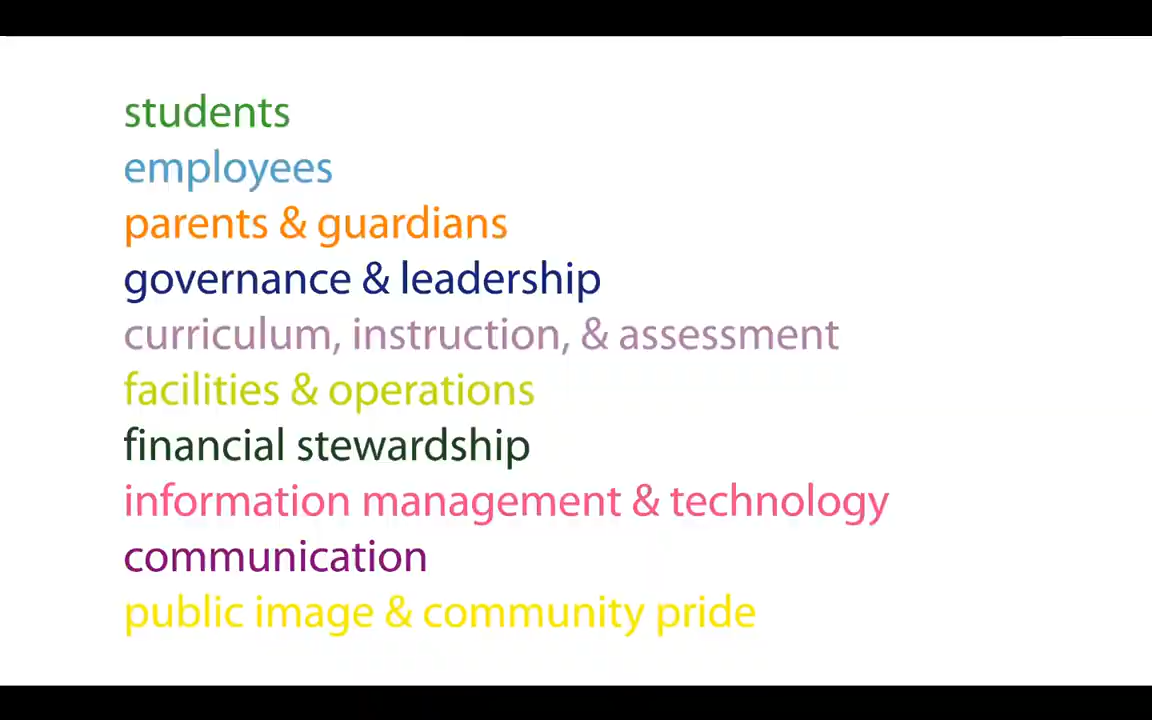 students
employees
parents & guardians
governance & leadership
curriculum, instruction, & assessment
facilities & operations
financial stewardship
information management & technology
communication
public image & community pride